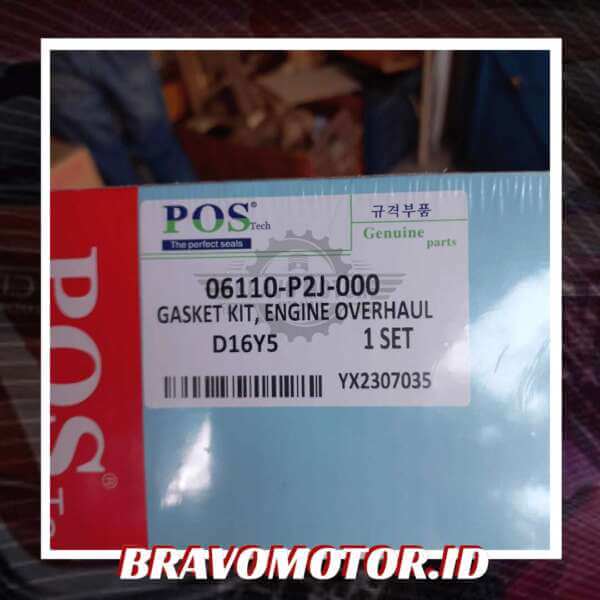 POS® Tech
The perfect seals
규격부품
Genuine
parts
06110-P2J-000
GASKET KIT, ENGINE OVERHAUL
D16Y5 1 SET
YX2307035
POS®
BRAVOMOTOR.ID